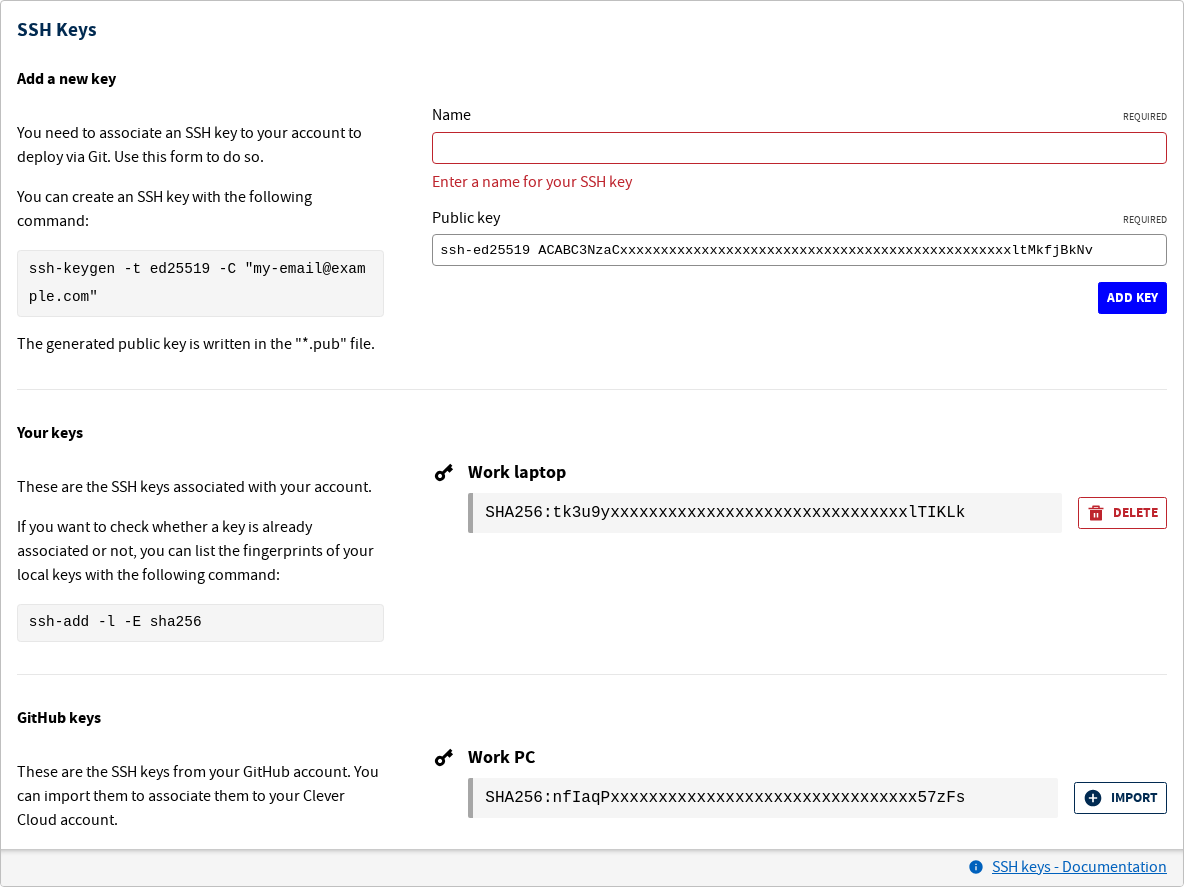 SSH Keys
Add a new key
You need to associate an SSH key to your account to
deploy via Git. Use this form to do so.
You can create an SSH key with the following
command:
ssh-keygen -t ed25519 -C "my-email@exam
ple.com"
The generated public key is written in the "*.pub" file.
Name
REQUIRED
Enter a name for your SSH key
Public key
REQUIRED
ssh-ed25519 ACABC3NzaCxxxxxxxxxxxxxxxxxxxxxxxxxxxxxxxxxxxxxxxxxxxxxxxxltMkfjBkNv
ADD KEY
Your keys
These are the SSH keys associated with your account.
If you want to check whether a key is already
associated or not, you can list the fingerprints of your
local keys with the following command:
ssh-add -l -E sha256
Work laptop
SHA256:tk3u9yxxxxxxxxxxxxxxxxxxxxxxxxxxxxxxxlTIKLk
DELETE
GitHub keys
These are the SSH keys from your GitHub account. You
can import them to associate them to your Clever
Cloud account.
Work PC
SHA256:nfIaqPxxxxxxxxxxxxxxxxxxxxxxxxxxxxxxxx57zFs
IMPORT
SSH keys - Documentation